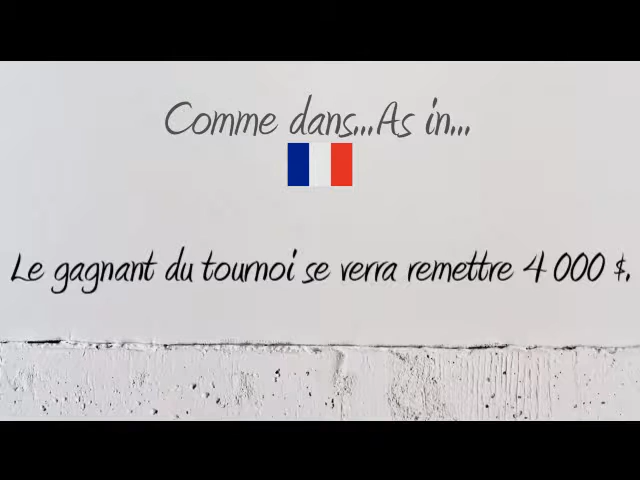 Comme dans...As in...
Le gagnant du tournoi se verra remettre 4 000 $.